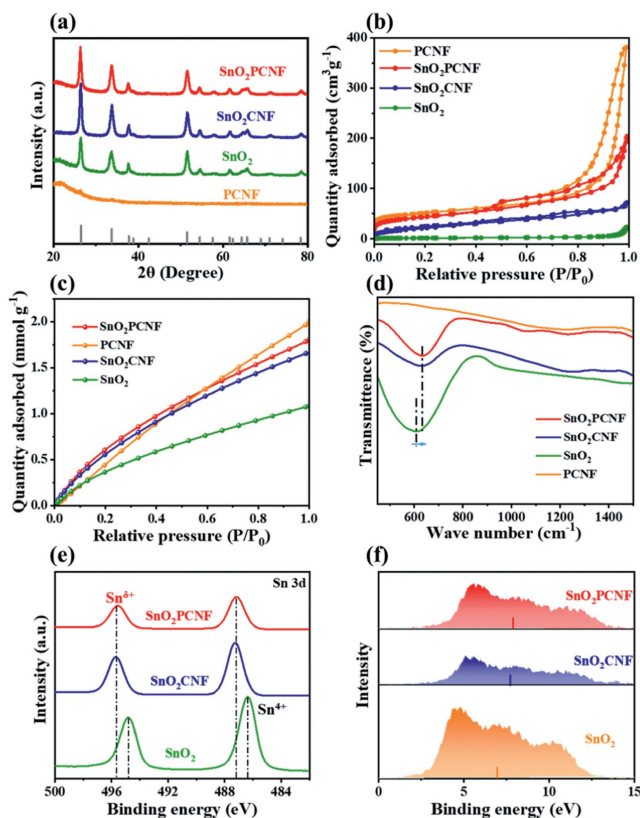 (a)
SnO2PCNF
SnO2CNF
SnO2
PCNF
Intensity (a.u.)
20 30 40 50 60 70 80
2θ (Degree)
(b)
PCNF
SnO2PCNF
SnO2CNF
SnO2
Quantity adsorbed (cm3g-1)
400
350
300
250
200
150
100
50
0
0.0 0.2 0.4 0.6 0.8 1.0
Relative pressure (P/P0)
(c)
SnO2PCNF
PCNF
SnO2CNF
SnO2
Quantity adsorbed (mmol g-1)
2.0
1.5
1.0
0.5
0.0
0.0 0.2 0.4 0.6 0.8 1.0
Relative pressure (P/P0)
(d)
Transmittence (%)
SnO2PCNF
SnO2CNF
SnO2
PCNF
600 800 1000 1200 1400
Wave number (cm-1)
(e)
Sn 3d
Snδ+
SnO2PCNF
SnO2CNF
Sn4+
SnO2
Intensity (a.u.)
500 496 492 488 484
Binding energy (eV)
(f)
SnO2PCNF
SnO2CNF
SnO2
Intensity
0 5 10 15
Binding energy (eV)